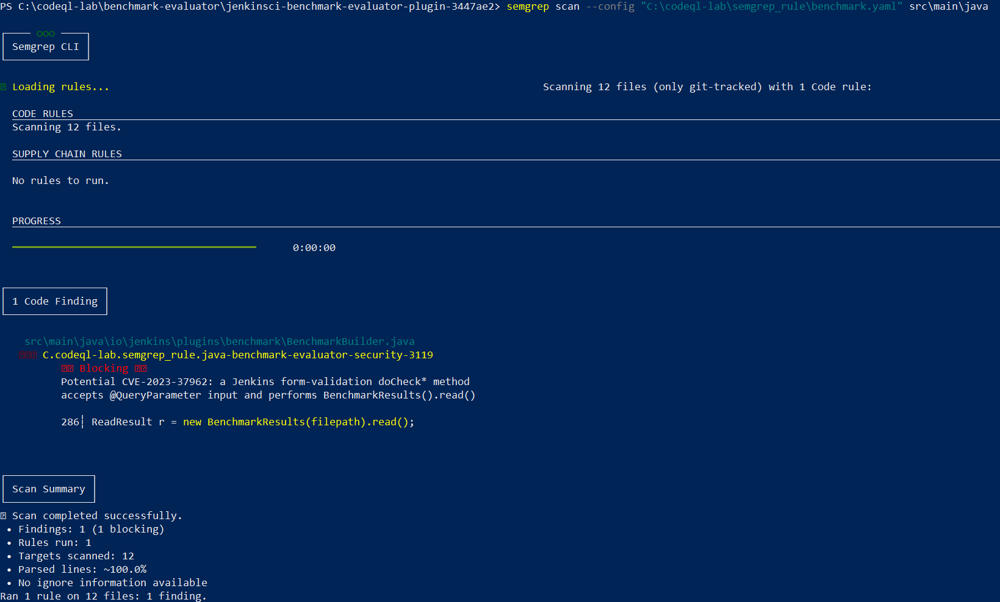 PS C:\codeql-lab\benchmark-evaluator\jenkinsci-benchmark-evaluator-plugin-3447ae2> semgrep scan --config "C:\codeql-lab\semgrep_rule\benchmark.yaml" src\main\java
○○○
Semgrep CLI
Loading rules... Scanning 12 files (only git-tracked) with 1 Code rule:
CODE RULES
Scanning 12 files.
SUPPLY CHAIN RULES
No rules to run.
PROGRESS
0:00:00
1 Code Finding
src\main\java\io\jenkins\plugins\benchmark\BenchmarkBuilder.java
C.codeql-lab.semgrep_rule.java-benchmark-evaluator-security-3119
Blocking
Potential CVE-2023-37962: a Jenkins form-validation doCheck* method
accepts @QueryParameter input and performs BenchmarkResults().read()
286¦ ReadResult r = new BenchmarkResults(filepath).read();
Scan Summary
Scan completed successfully.
• Findings: 1 (1 blocking)
• Rules run: 1
• Targets scanned: 12
• Parsed lines: ~100.0%
• No ignore information available
Ran 1 rule on 12 files: 1 finding.